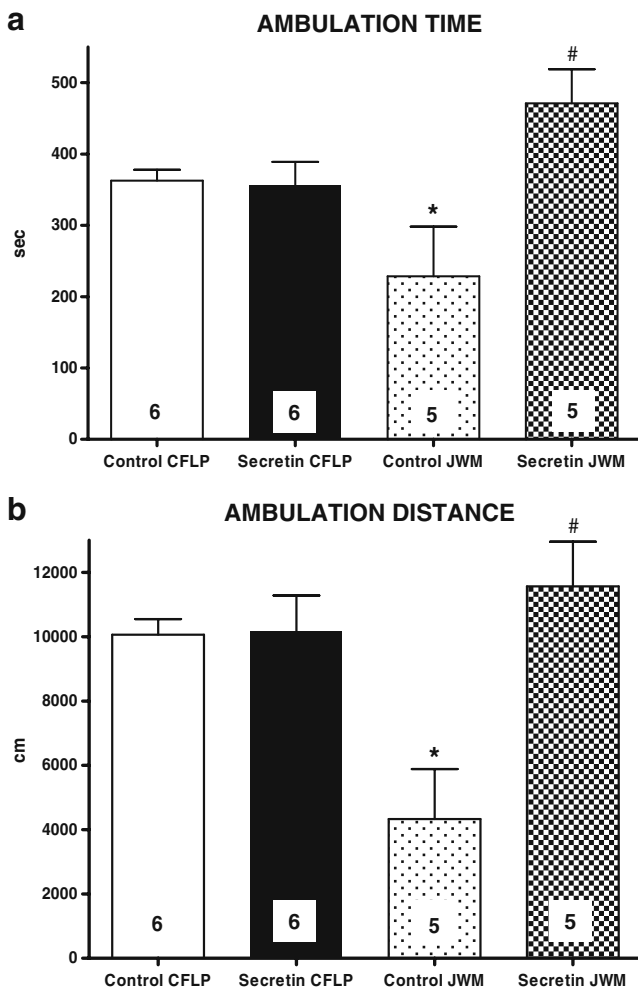 a
AMBULATION TIME
#
500
400
*
300
sec
200
100
6 6 5 5
0
Control CFLP Secretin CFLP Control JWM Secretin JWM
b
AMBULATION DISTANCE
#
12000
10000
8000
cm
*
6000
4000
2000
6 6 5 5
0
Control CFLP Secretin CFLP Control JWM Secretin JWM